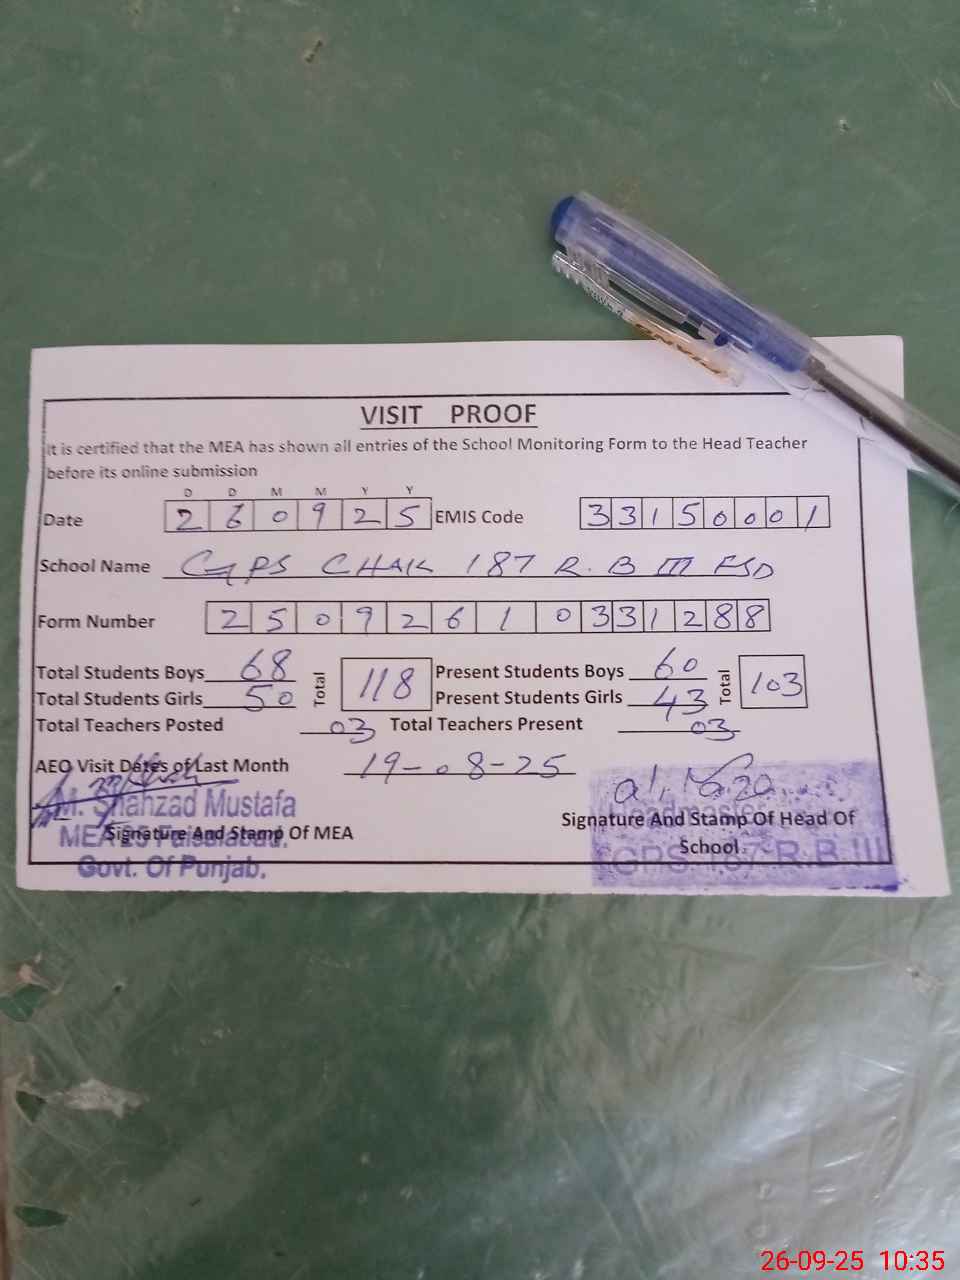 PIANO
VISIT PROOF
It is certified that the MEA has shown all entries of the School Monitoring Form to the Head Teacher
before its online submission
D D M M Y Y
Date 2 6 0 9 2 5 EMIS Code 3 3 1 5 0 0 0 1
School Name GPS CHAK 187 R.B III FSD
Form Number 2 5 0 9 2 6 1 0 3 3 1 2 8 8
Total Students Boys 68 Total 118 Present Students Boys 60 Total 103
Total Students Girls 50 Present Students Girls 43
Total Teachers Posted 03 Total Teachers Present 03
AEO Visit Dates of Last Month 19-08-25
M. Shahzad Mustafa
Headmaster
Signature And Stamp Of MEA Signature And Stamp Of Head Of
School.
MEA Faisalabad.
GPS 187 R.B III
Govt. Of Punjab.
26-09-25 10:35